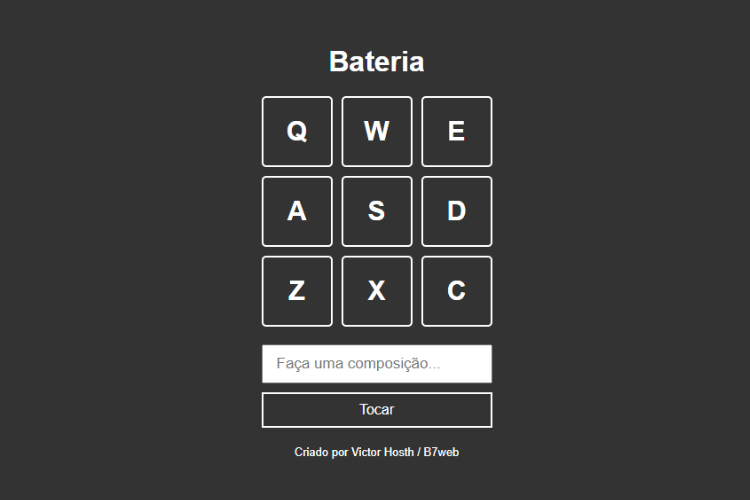 Bateria
Q W E
A S D
Z X C
Faça uma composição...
Tocar
Criado por Victor Hosth / B7web